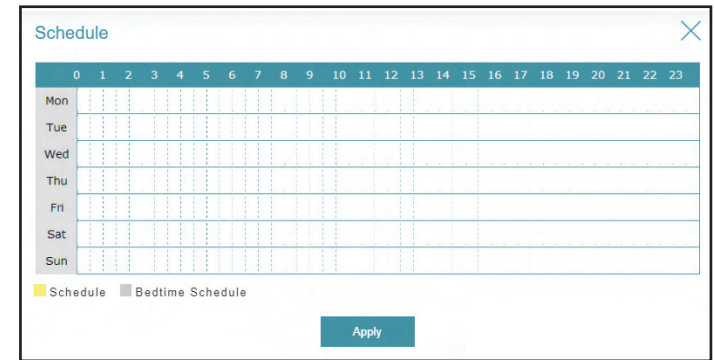 Schedule
0 1 2 3 4 5 6 7 8 9 10 11 12 13 14 15 16 17 18 19 20 21 22 23
Mon
Tue
Wed
Thu
Fri
Sat
Sun
Schedule Bedtime Schedule
Apply